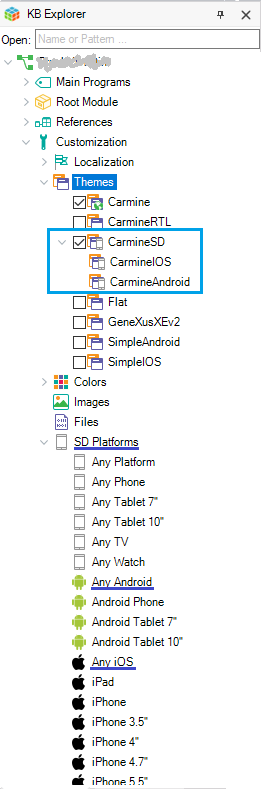 KB Explorer
Open: Name or Pattern ...
Main Programs
Root Module
References
Customization
Localization
Themes
Carmine
CarmineRTL
CarmineSD
CarmineIOS
CarmineAndroid
Flat
GeneXusXEv2
SimpleAndroid
SimpleIOS
Colors
Images
Files
SD Platforms
Any Platform
Any Phone
Any Tablet 7"
Any Tablet 10"
Any TV
Any Watch
Any Android
Android Phone
Android Tablet 7"
Android Tablet 10"
Any iOS
iPad
iPhone
iPhone 3.5"
iPhone 4"
iPhone 4.7"
iPhone 5.5"